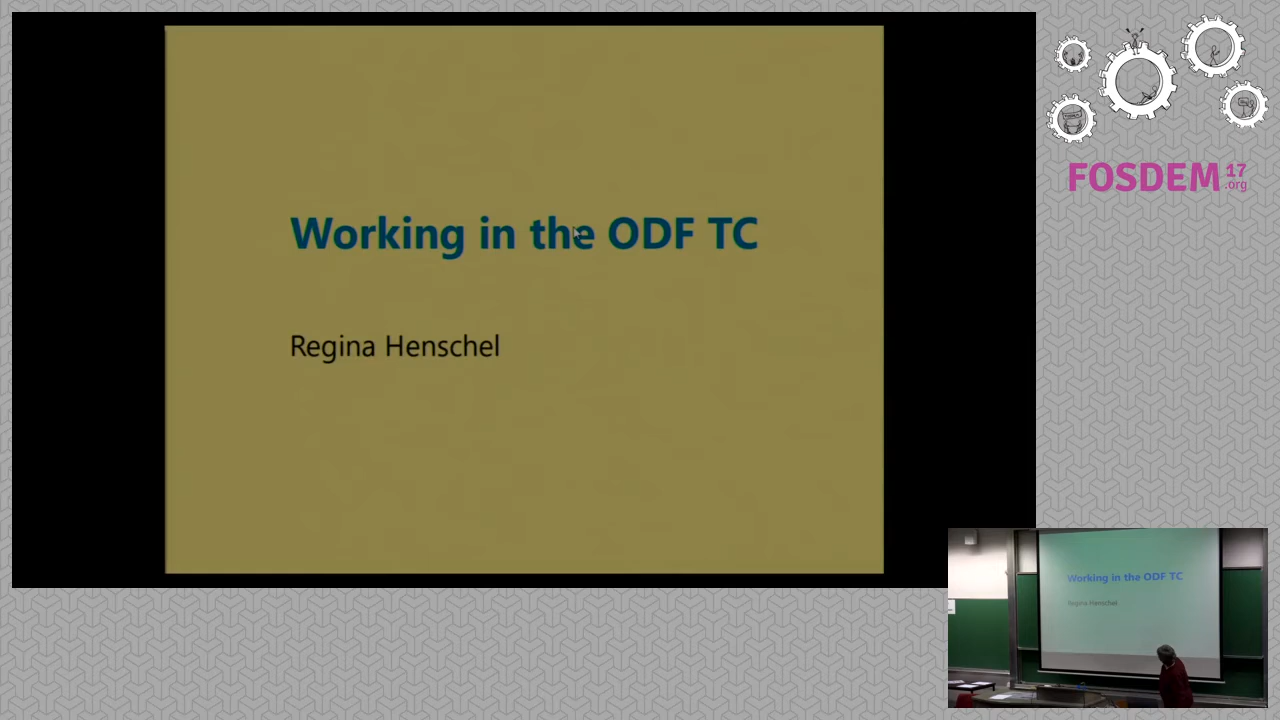 Working in the ODF TC
Regina Henschel
FOSDEM 17
.org
Working in the ODF TC
Regina Henschel